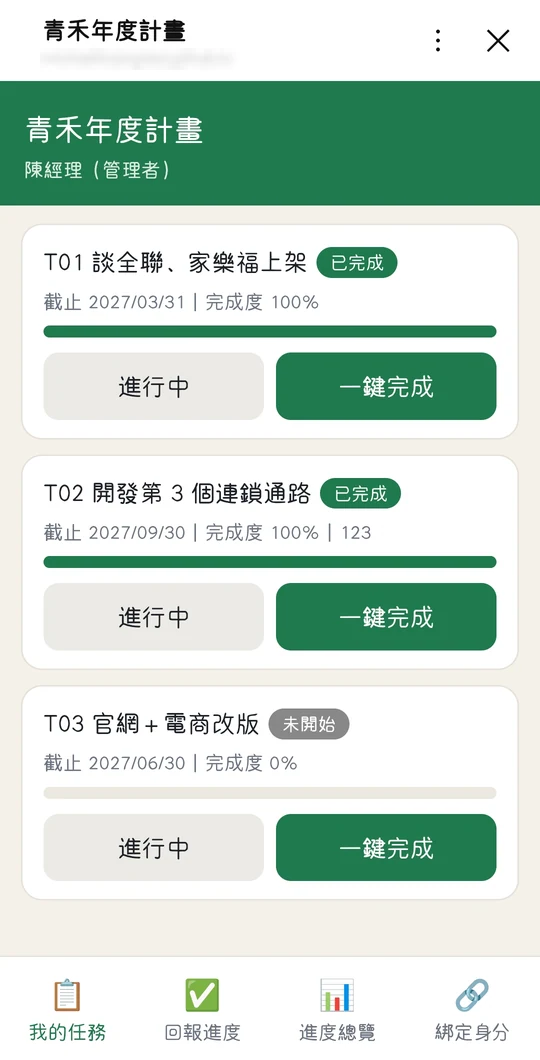 青禾年度計畫
青禾年度計畫
陳經理（管理者）
T01 談全聯、家樂福上架 已完成
截止 2027/03/31｜完成度 100%
進行中 一鍵完成
T02 開發第 3 個連鎖通路 已完成
截止 2027/09/30｜完成度 100%｜123
進行中 一鍵完成
T03 官網＋電商改版 未開始
截止 2027/06/30｜完成度 0%
進行中 一鍵完成
我的任務 回報進度 進度總覽 綁定身分